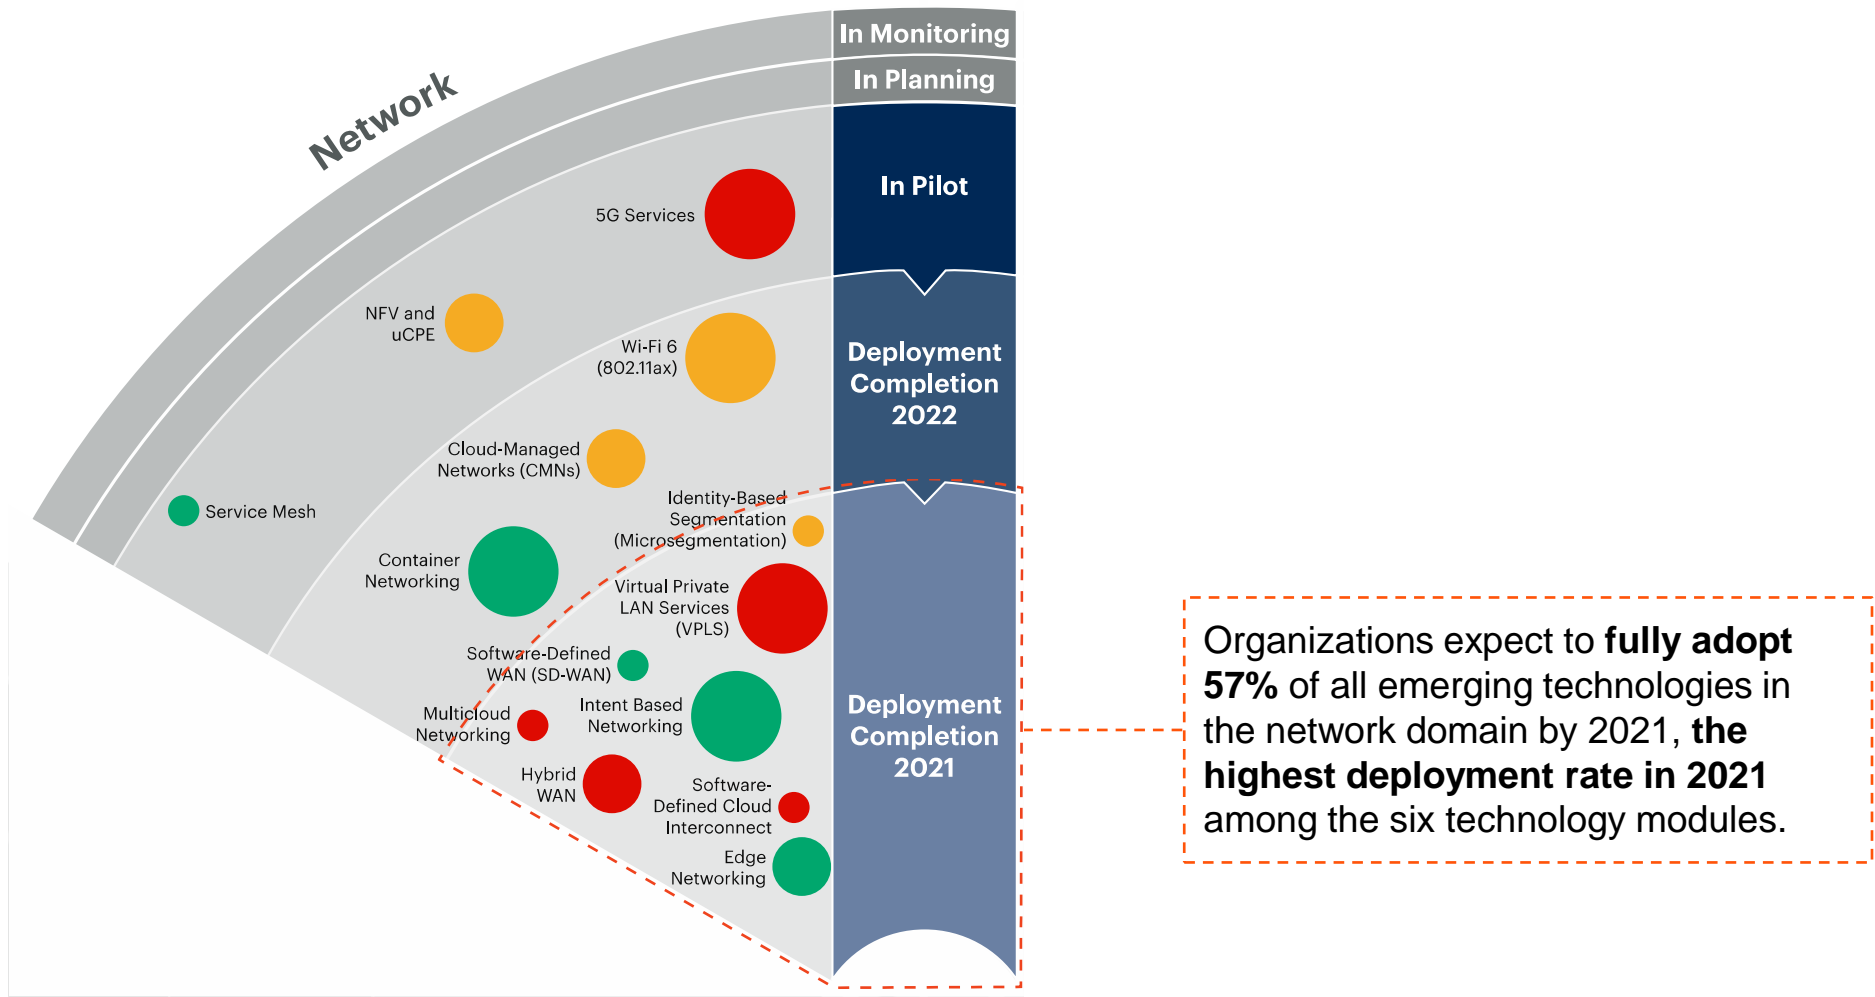 Network
In Monitoring
In Planning
In Pilot
5G Services
NFV and
uCPE
Service Mesh
Deployment
Completion
2022
Wi-Fi 6
(802.11ax)
Cloud-Managed
Networks (CMNs)
Container
Networking
Deployment
Completion
2021
Identity-Based
Segmentation
(Microsegmentation)
Virtual Private
LAN Services
(VPLS)
Software-Defined
WAN (SD-WAN)
Intent Based
Networking
Multicloud
Networking
Hybrid
WAN
Software-
Defined Cloud
Interconnect
Edge
Networking
Organizations expect to fully adopt
57% of all emerging technologies in
the network domain by 2021, the
highest deployment rate in 2021
among the six technology modules.